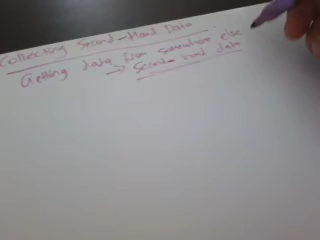 Collecting Second-Hand Data
Getting data from somewhere else
→ Second hand data